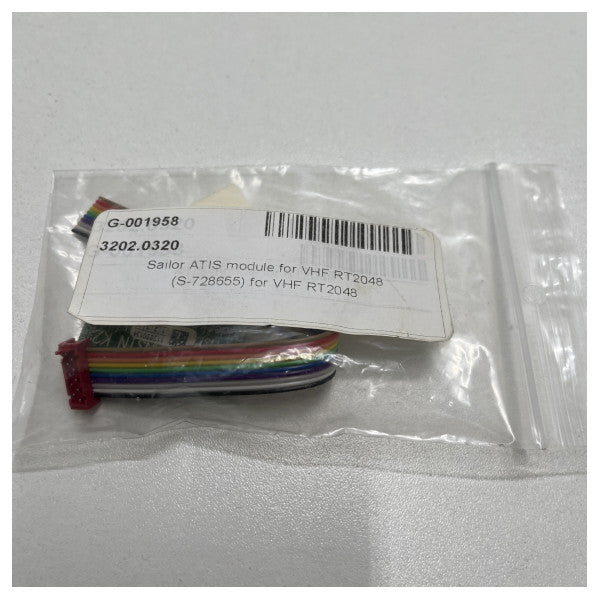 G-001958
3202.0320
Sailor ATIS module for VHF RT2048
(S-728655) for VHF RT2048